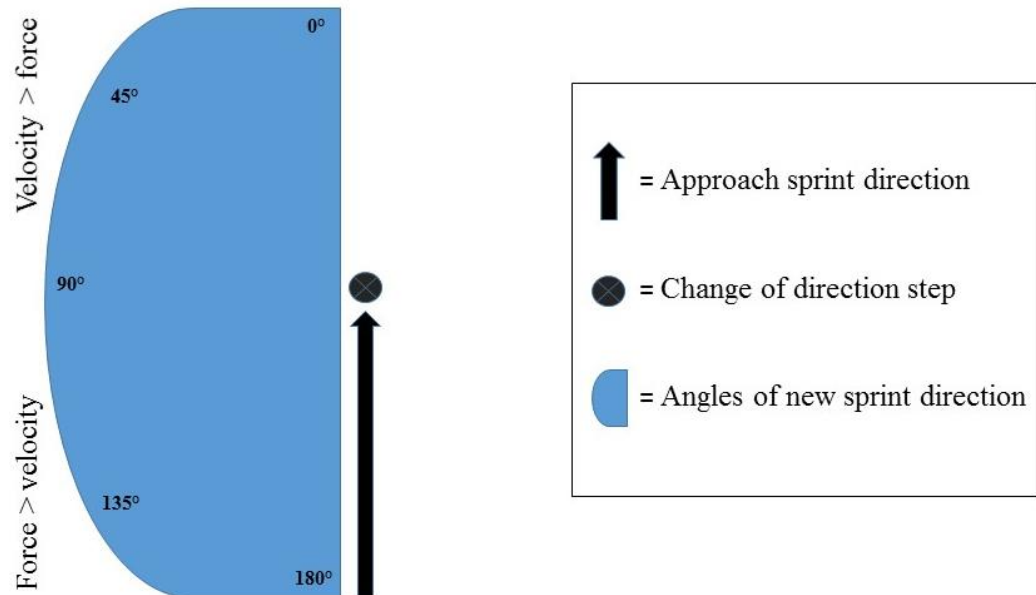 0°
45°
Velocity > force
90°
135°
Force > velocity
180°
= Approach sprint direction
= Change of direction step
= Angles of new sprint direction